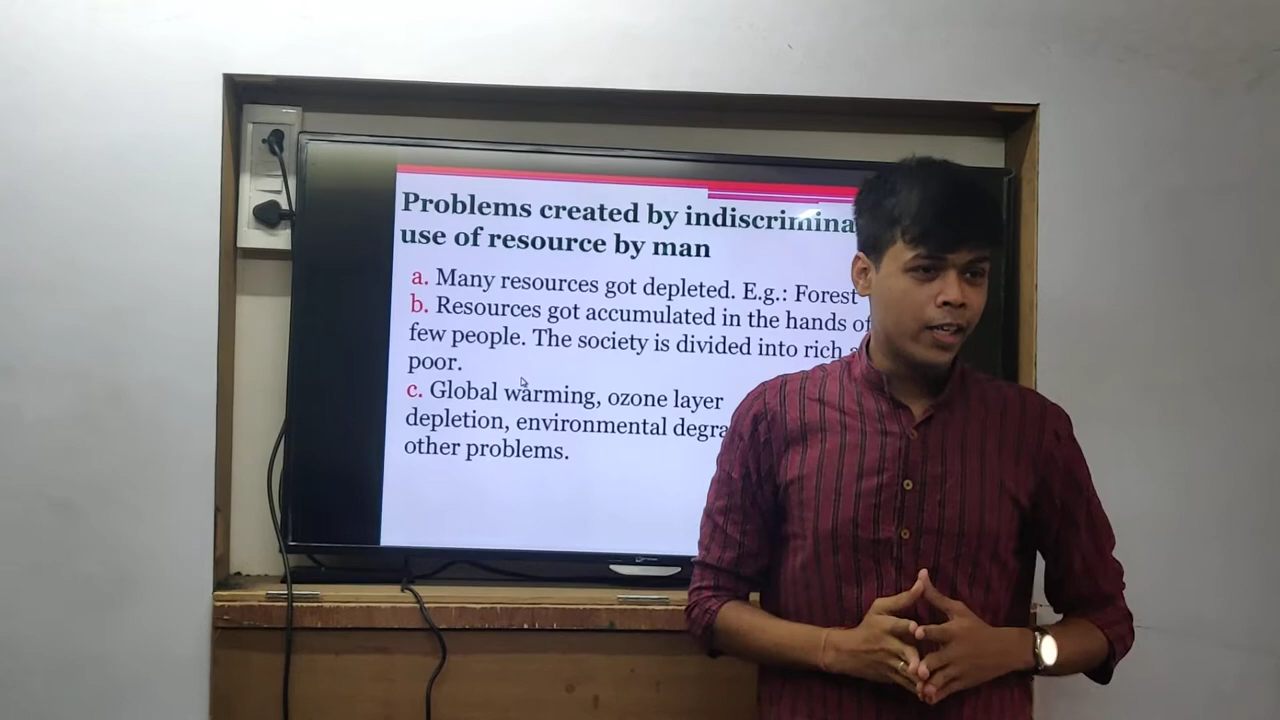 Problems created by indiscrimina
use of resource by man
a. Many resources got depleted. E.g.: Forest
b. Resources got accumulated in the hands of
few people. The society is divided into rich a
poor.
c. Global warming, ozone layer
depletion, environmental degra
other problems.